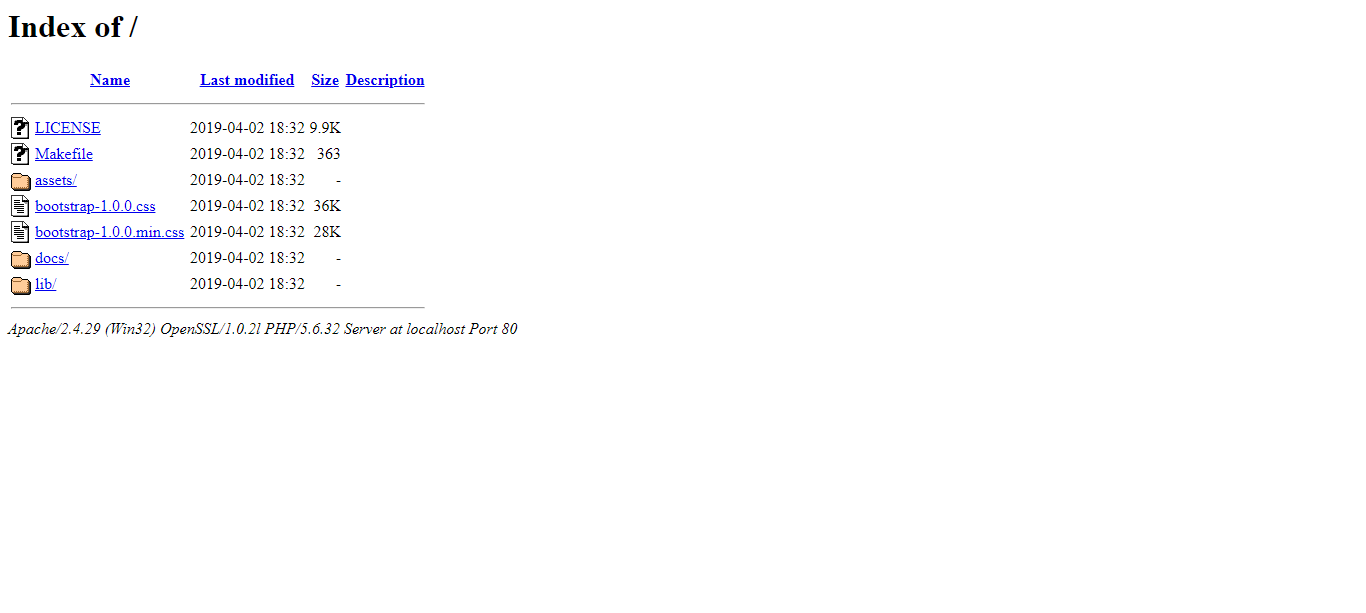 Index of /
Name Last modified Size Description
LICENSE 2019-04-02 18:32 9.9K
Makefile 2019-04-02 18:32 363
assets/ 2019-04-02 18:32 -
bootstrap-1.0.0.css 2019-04-02 18:32 36K
bootstrap-1.0.0.min.css 2019-04-02 18:32 28K
docs/ 2019-04-02 18:32 -
lib/ 2019-04-02 18:32 -
Apache/2.4.29 (Win32) OpenSSL/1.0.2l PHP/5.6.32 Server at localhost Port 80